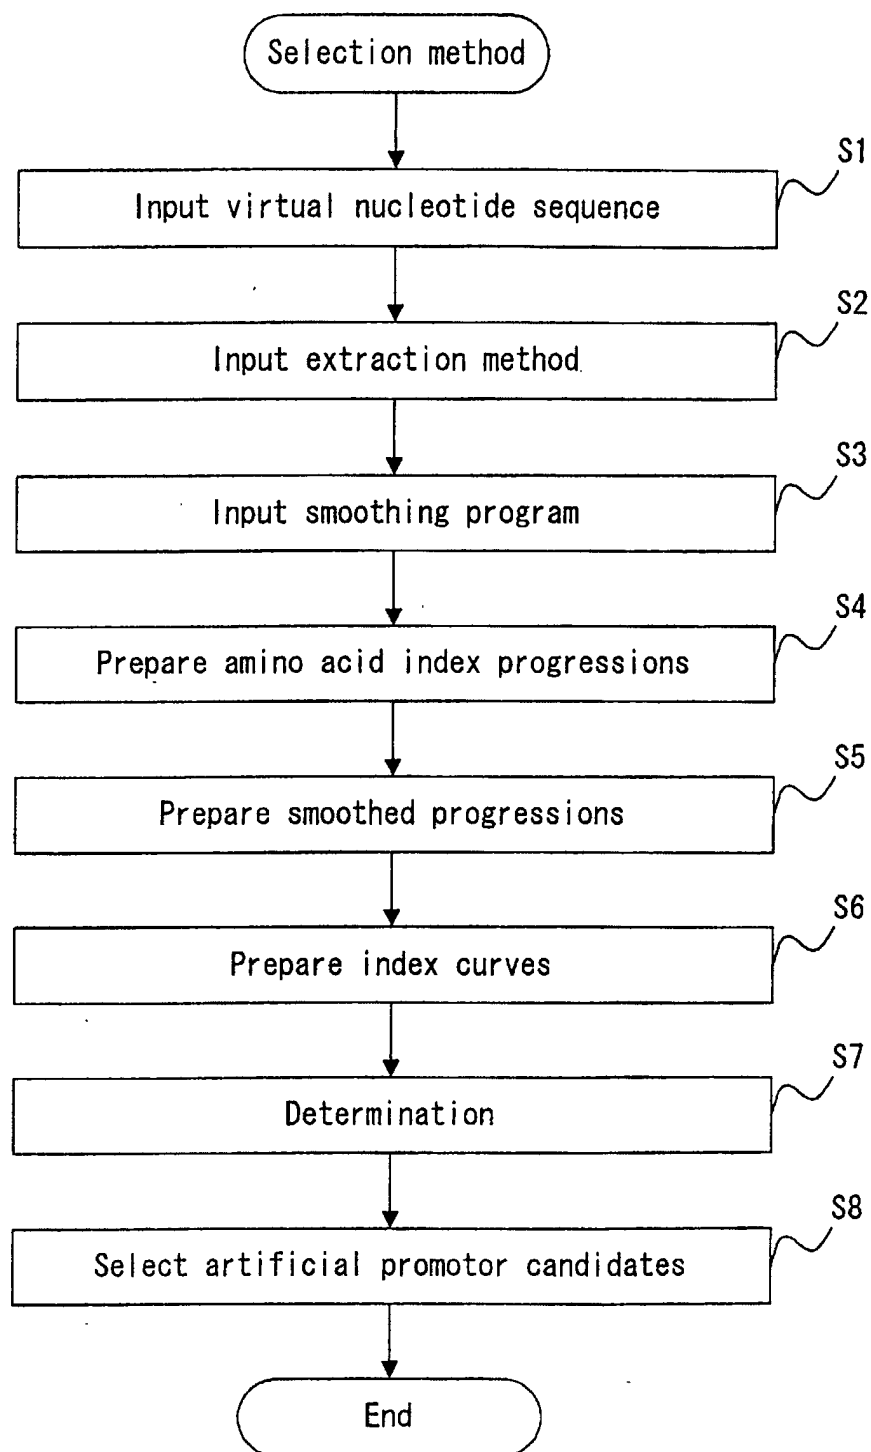 Selection method
S1
Input virtual nucleotide sequence
S2
Input extraction method
S3
Input smoothing program
S4
Prepare amino acid index progressions
S5
Prepare smoothed progressions
S6
Prepare index curves
S7
Determination
S8
Select artificial promotor candidates
End